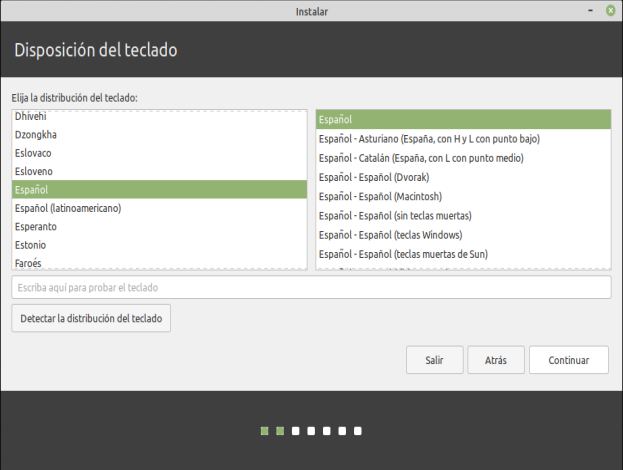 Instalar
Disposición del teclado
Elija la distribución del teclado:
Dhivehi
Dzongkha
Eslovaco
Esloveno
Español
Español (latinoamericano)
Esperanto
Estonio
Faroés
Español
Español - Asturiano (España, con H y L con punto bajo)
Español - Catalán (España, con L con punto medio)
Español - Español (Dvorak)
Español - Español (Macintosh)
Español - Español (sin teclas muertas)
Español - Español (teclas Windows)
Español - Español (teclas muertas de Sun)
Escriba aquí para probar el teclado
Detectar la distribución del teclado
Salir
Atrás
Continuar